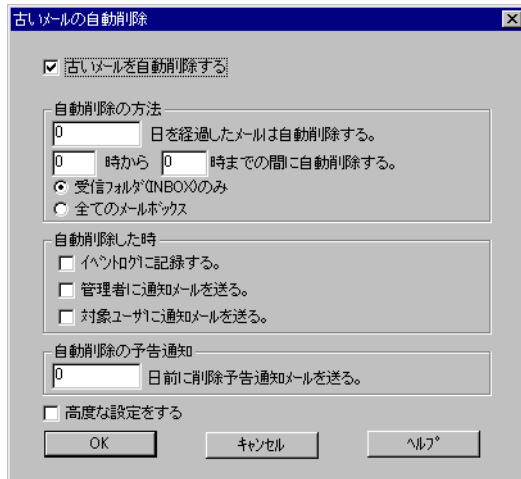 古いﾒｰﾙの自動削除
古いﾒｰﾙを自動削除する
自動削除の方法
0 日を経過したﾒｰﾙは自動削除する。
0 時から 0 時までの間に自動削除する。
受信ﾌｫﾙﾀﾞ(INBOX)のみ
全てのﾒｰﾙﾎﾞｯｸｽ
自動削除した時
ｲﾍﾞﾝﾄﾛｸﾞに記録する。
管理者に通知ﾒｰﾙを送る。
対象ﾕｰｻﾞに通知ﾒｰﾙを送る。
自動削除の予告通知
0 日前に削除予告通知ﾒｰﾙを送る。
高度な設定をする
OK ｷｬﾝｾﾙ ﾍﾙﾌﾟ